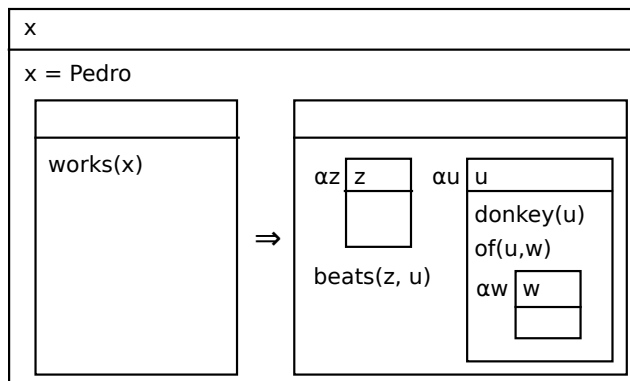 x
x = Pedro
works(x)
⇒
αz z
αu u
donkey(u)
of(u,w)
beats(z, u)
αw w